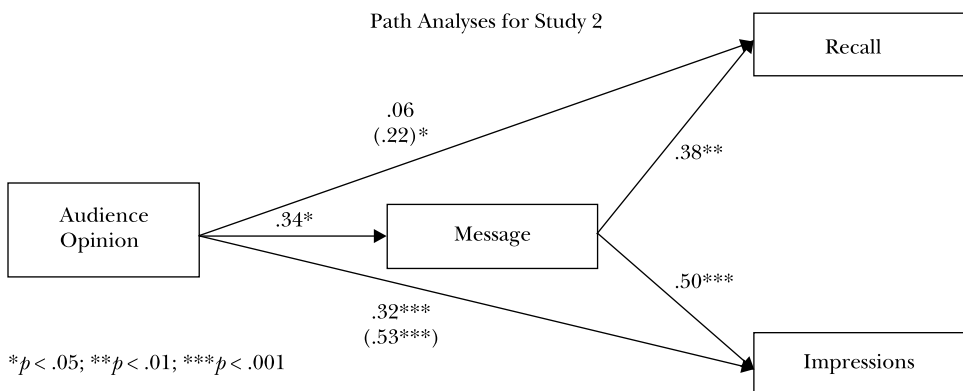 Path Analyses for Study 2
Recall
.06
(.22)*
.38**
Audience
Opinion
.34*
Message
.50***
.32***
(.53***)
*p < .05; **p < .01; ***p < .001
Impressions